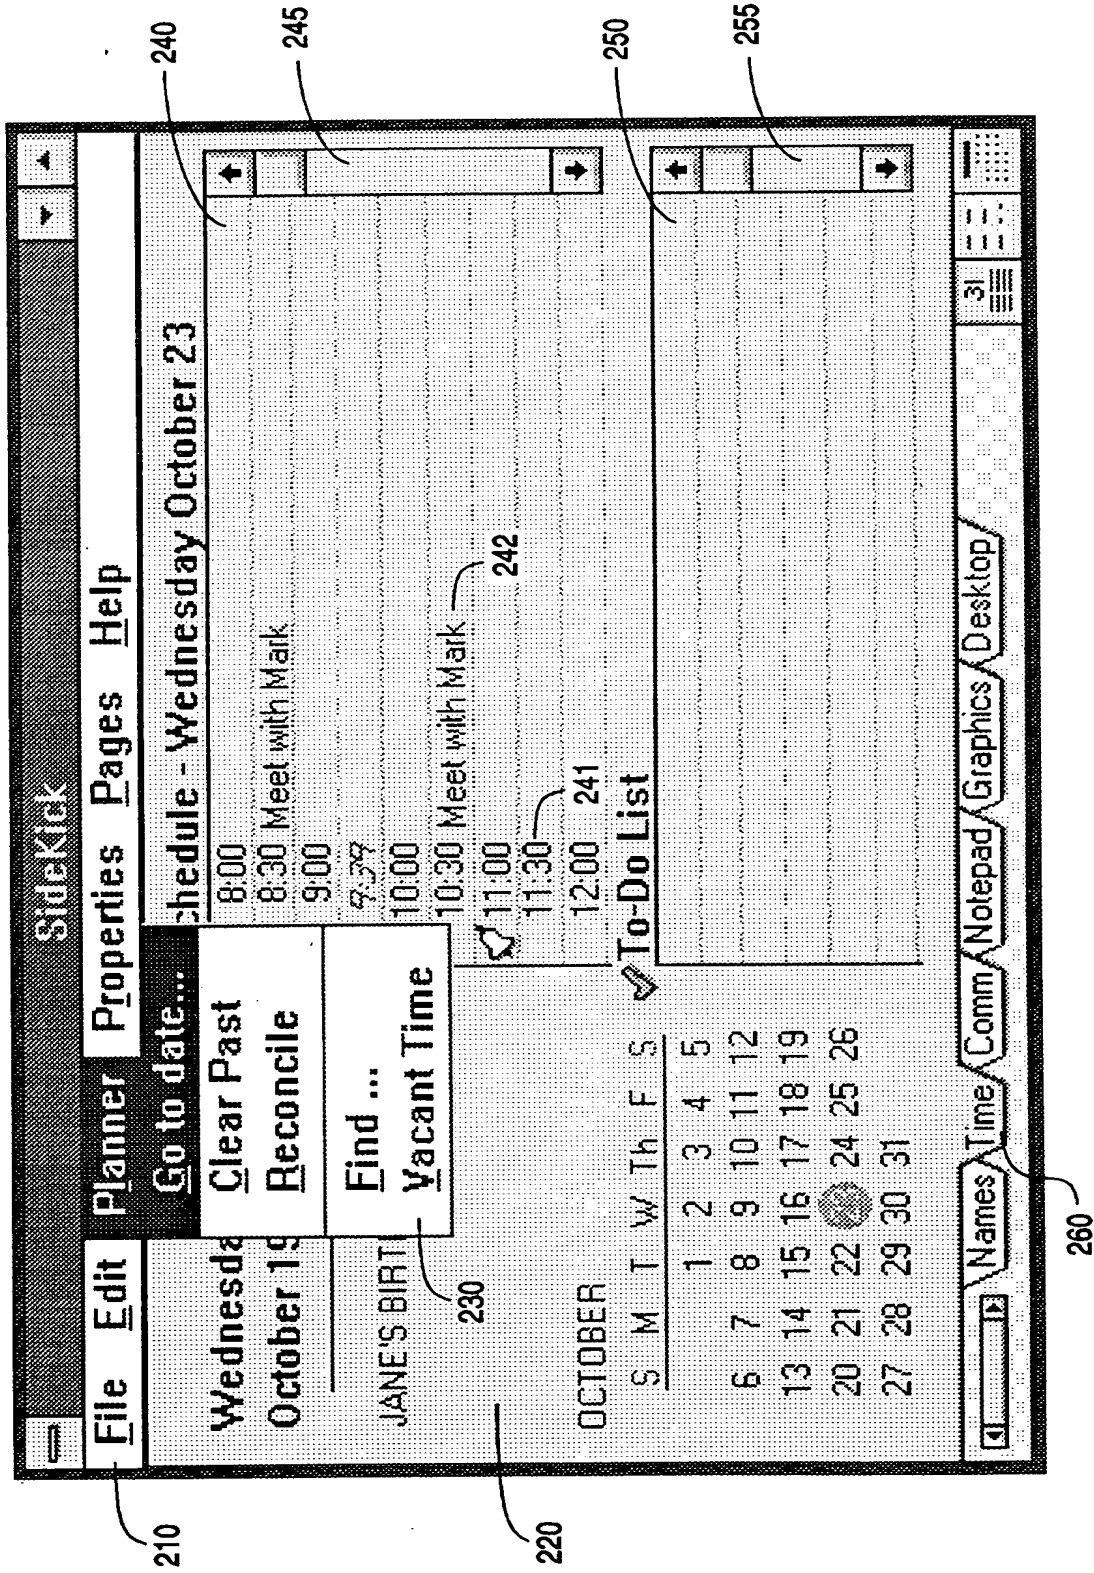 SideKick
File Edit Planner Properties Pages Help
Go to date...
Clear Past
Reconcile
Find ...
Vacant Time
Wednesda
October 19
JANE'S BIRT
chedule - Wednesday October 23
8:00
8:30 Meet with Mark
9:00
10:00
10:30 Meet with Mark
11:00
11:30
12:00
To-Do List
OCTOBER
S M T W Th F S
1 2 3 4 5
6 7 8 9 10 11 12
13 14 15 16 17 18 19
20 21 22 24 25 26
27 28 29 30 31
Names Time Comm Notepad Graphics Desktop
31
210
220
230
240
241
242
245
250
255
260